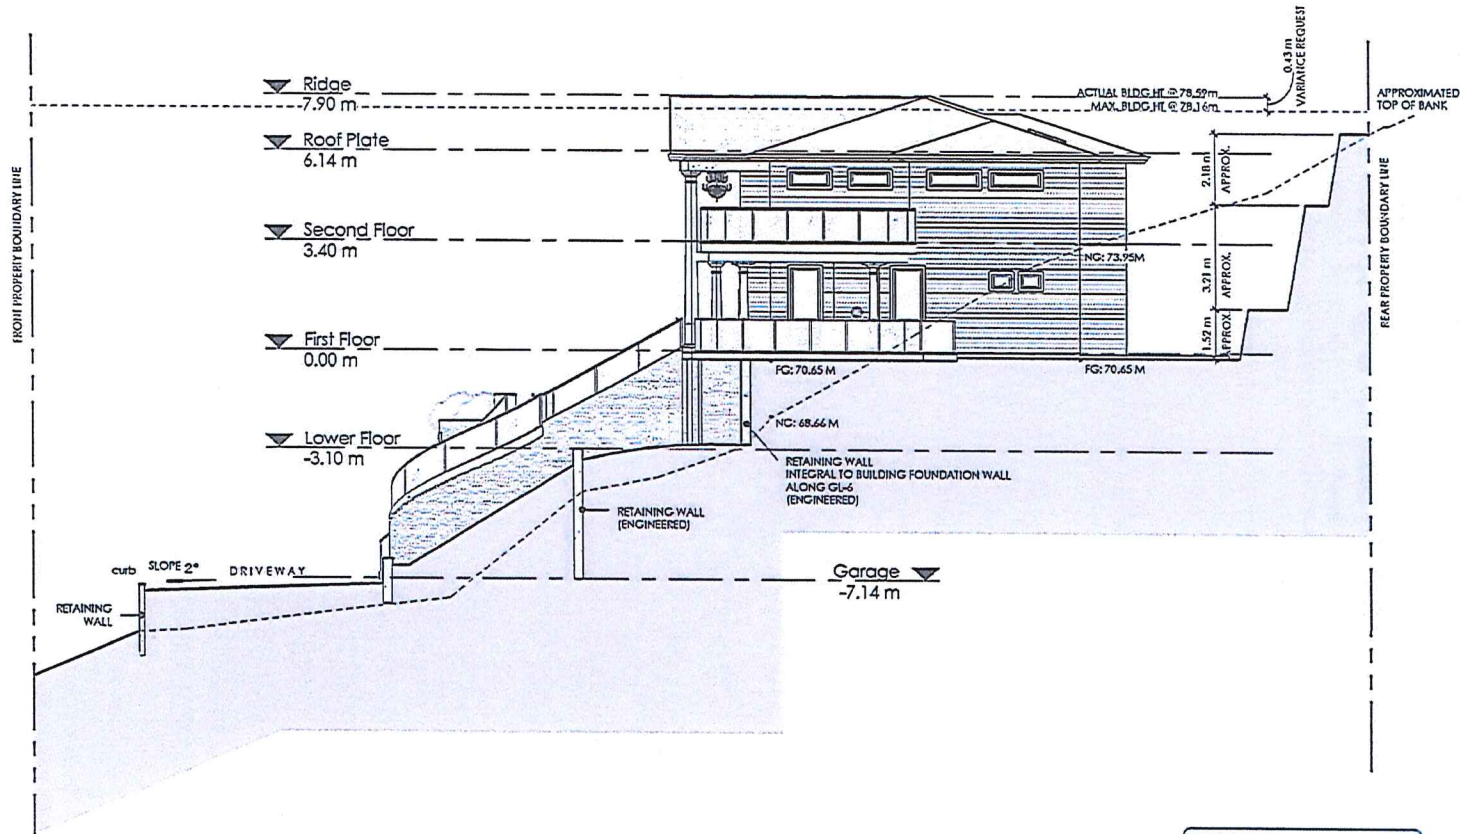 Ridge
-7.90 m
Roof Plate
6.14 m
Second Floor
3.40 m
First Floor
0.00 m
Lower Floor
-3.10 m
Garage
-7.14 m
FRONT PROPERTY BOUNDARY LINE
REAR PROPERTY BOUNDARY LINE
ACTUAL BLDG HT @ 78.59m
MAX. BLDG HT @ 78.16m
0.43 m
VARIANCE REQUEST
APPROXIMATED
TOP OF BANK
2.18 m
APPROX.
3.21 m
APPROX.
1.52 m
APPROX.
NG: 73.95M
FG: 70.65 M
FG: 70.65 M
NG: 68.66 M
RETAINING WALL
INTEGRAL TO BUILDING FOUNDATION WALL
ALONG GL-6
(ENGINEERED)
RETAINING WALL
(ENGINEERED)
curb SLOPE 2° DRIVEWAY
RETAINING
WALL